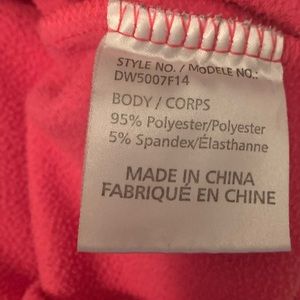 STYLE NO. / MODELE NO.:
DW5007F14
BODY / CORPS
95% Polyester/Polyester
5% Spandex/Élasthanne
MADE IN CHINA
FABRIQUÉ EN CHINE